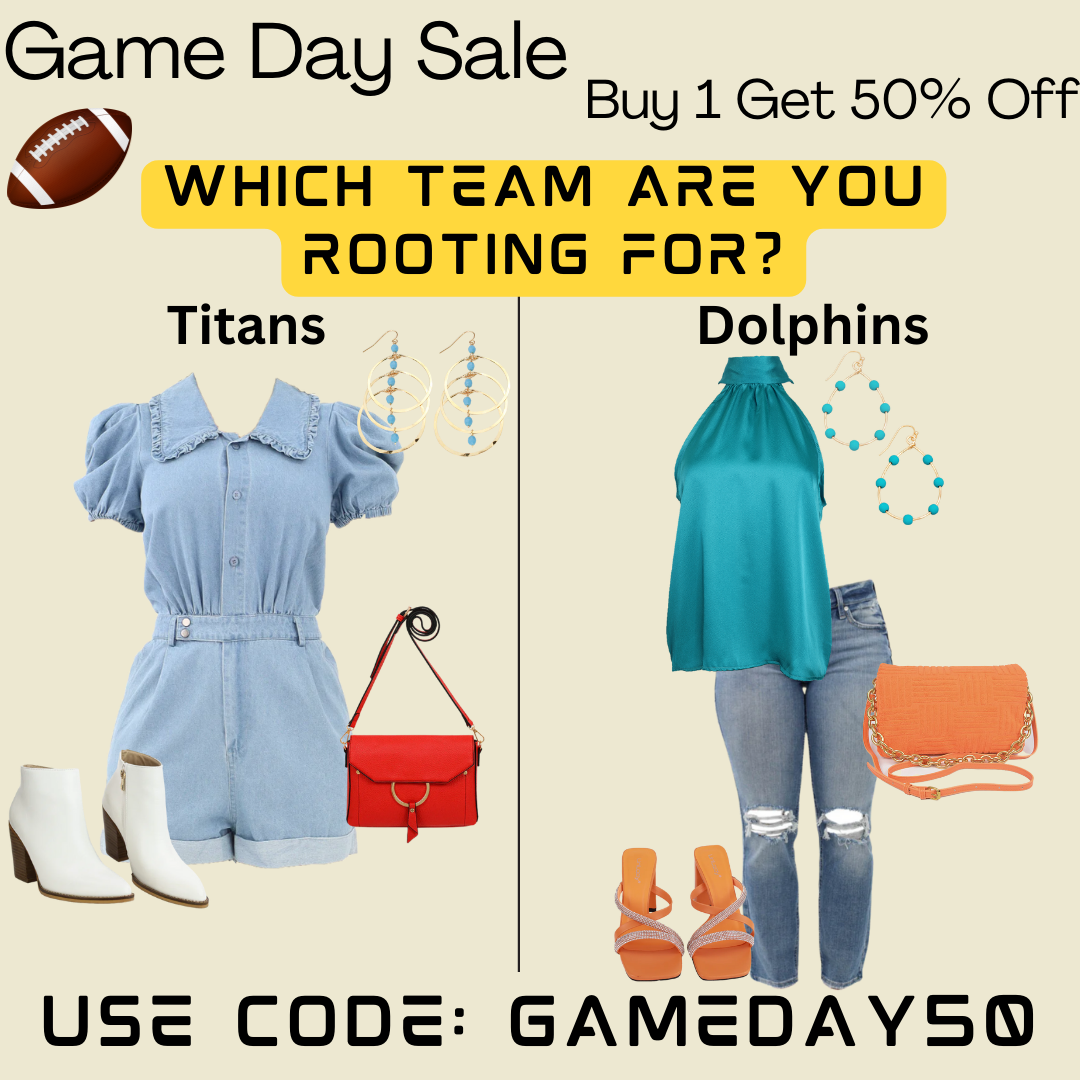 Game Day Sale
Buy 1 Get 50% Off
WHICH TEAM ARE YOU
ROOTING FOR?
Titans
Dolphins
USE CODE: GAMEDAY50